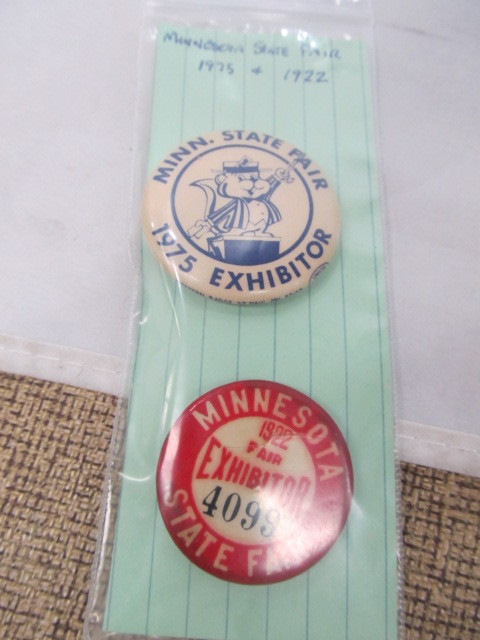 Minnesota State Fair
1975 & 1922
MINN. STATE FAIR
1975 EXHIBITOR
MINNESOTA
1922
FAIR
EXHIBITOR
4099
STATE FAIR